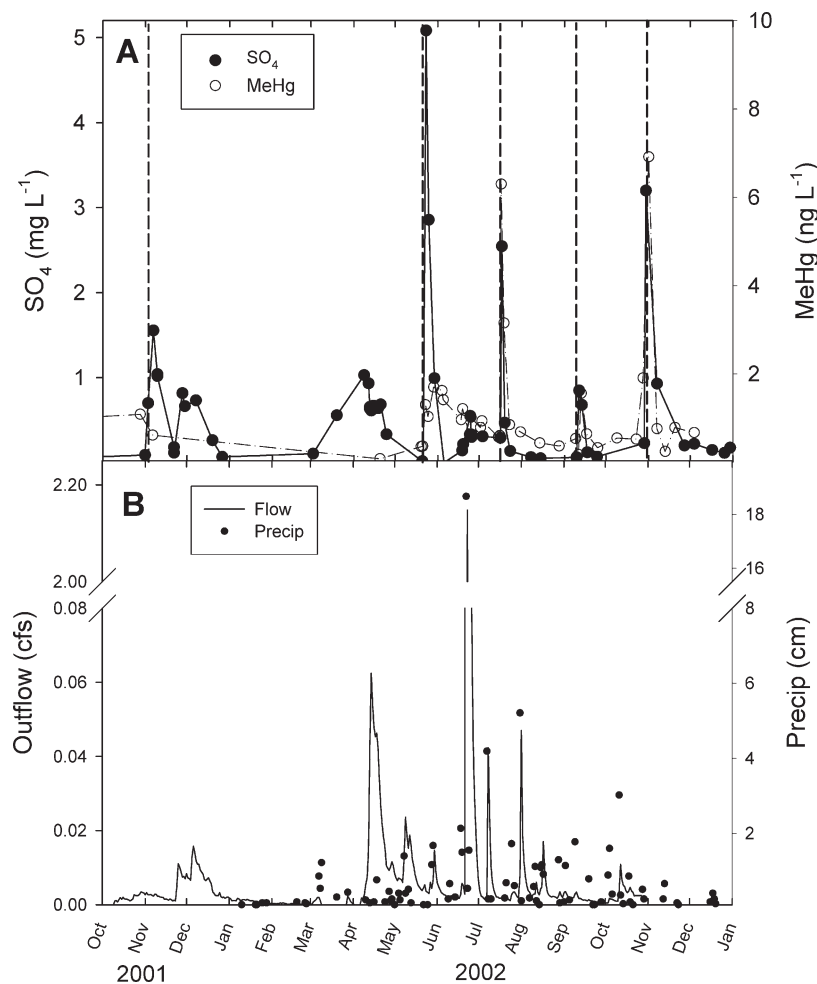 A
SO4
MeHg
5
4
3
2
1
SO4 (mg L-1)
10
8
6
4
2
MeHg (ng L-1)
B
Flow
Precip
2.20
2.00
0.08
0.06
0.04
0.02
0.00
Outflow (cfs)
18
16
8
6
4
2
Precip (cm)
Oct Nov Dec Jan Feb Mar Apr May Jun Jul Aug Sep Oct Nov Dec Jan
2001 2002